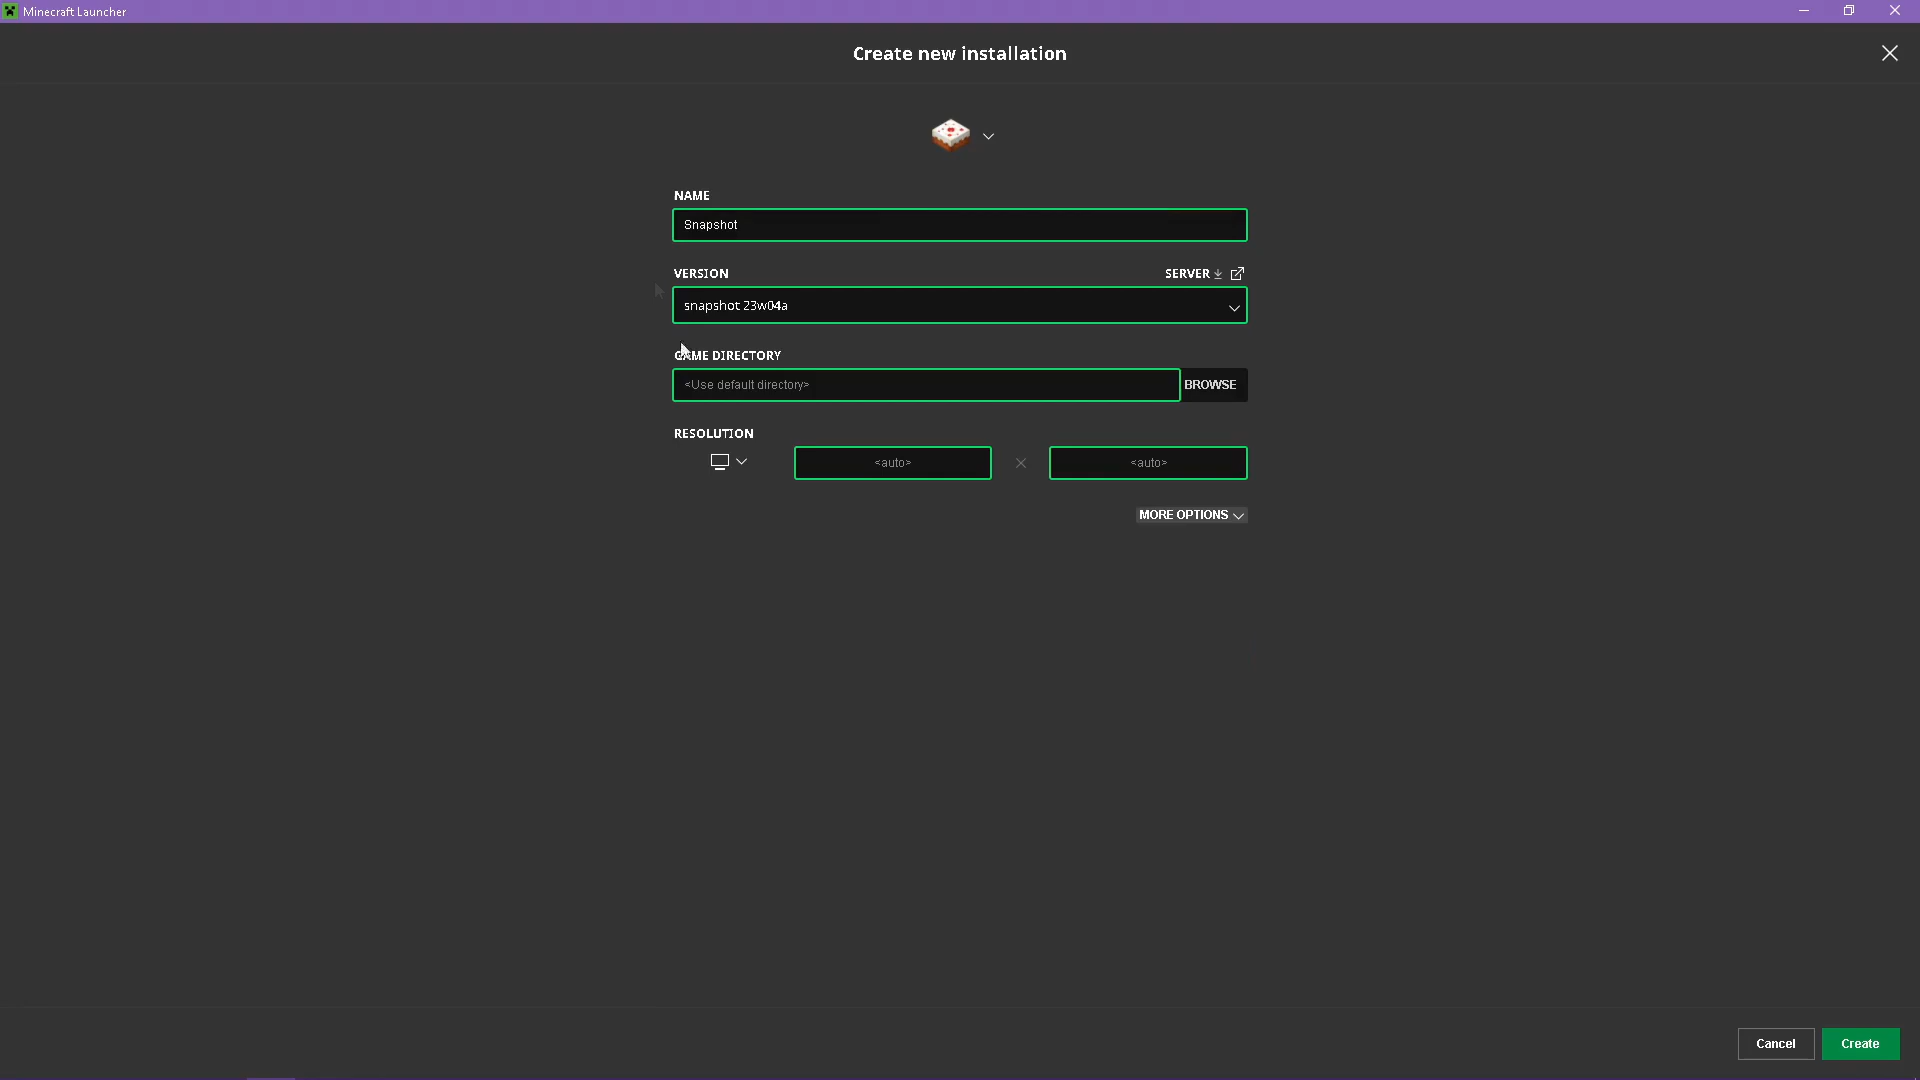 Minecraft Launcher
Create new installation
NAME
Snapshot
VERSION
SERVER
snapshot 23w04a
GAME DIRECTORY
<Use default directory>
BROWSE
RESOLUTION
<auto>
<auto>
MORE OPTIONS
Cancel
Create